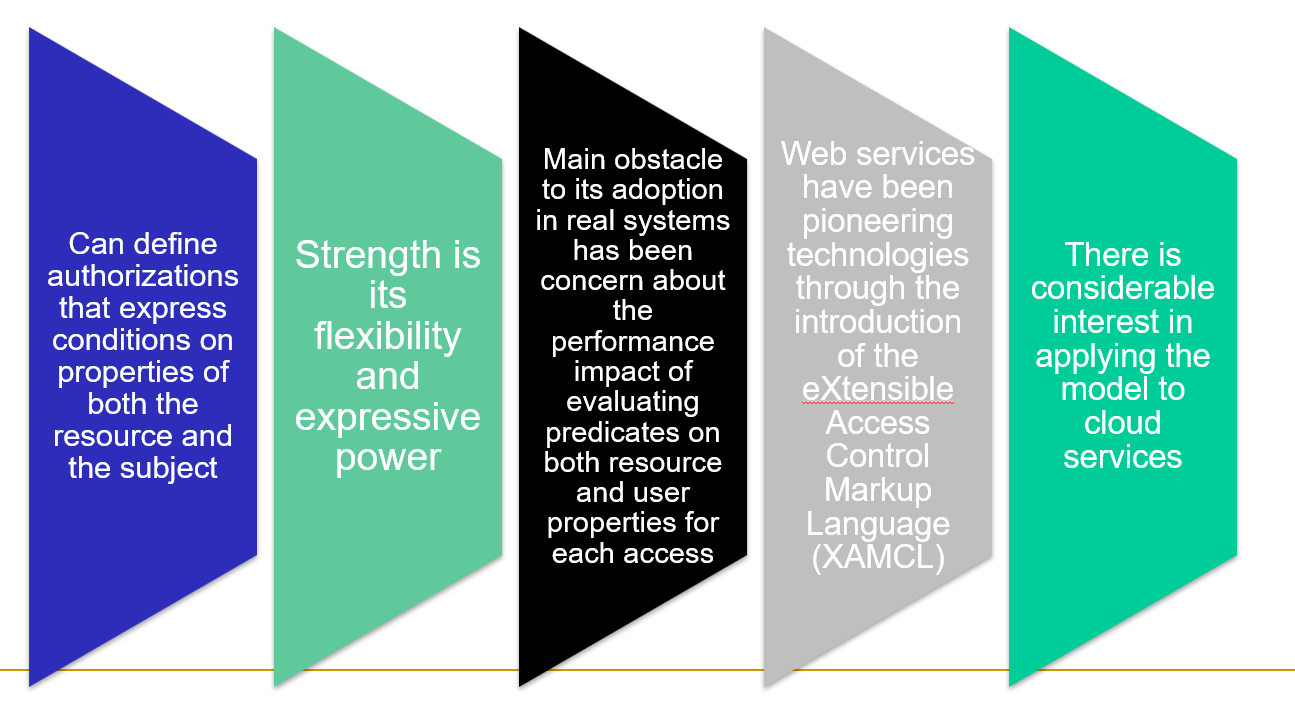 Can define
authorizations
that express
conditions on
properties of
both the
resource and
the subject
Strength is
its
flexibility
and
expressive
power
Main obstacle
to its adoption
in real systems
has been
concern about
the
performance
impact of
evaluating
predicates on
both resource
and user
properties for
each access
Web services
have been
pioneering
technologies
through the
introduction
of the
eXtensible
Access
Control
Markup
Language
(XAMCL)
There is
considerable
interest in
applying the
model to
cloud
services